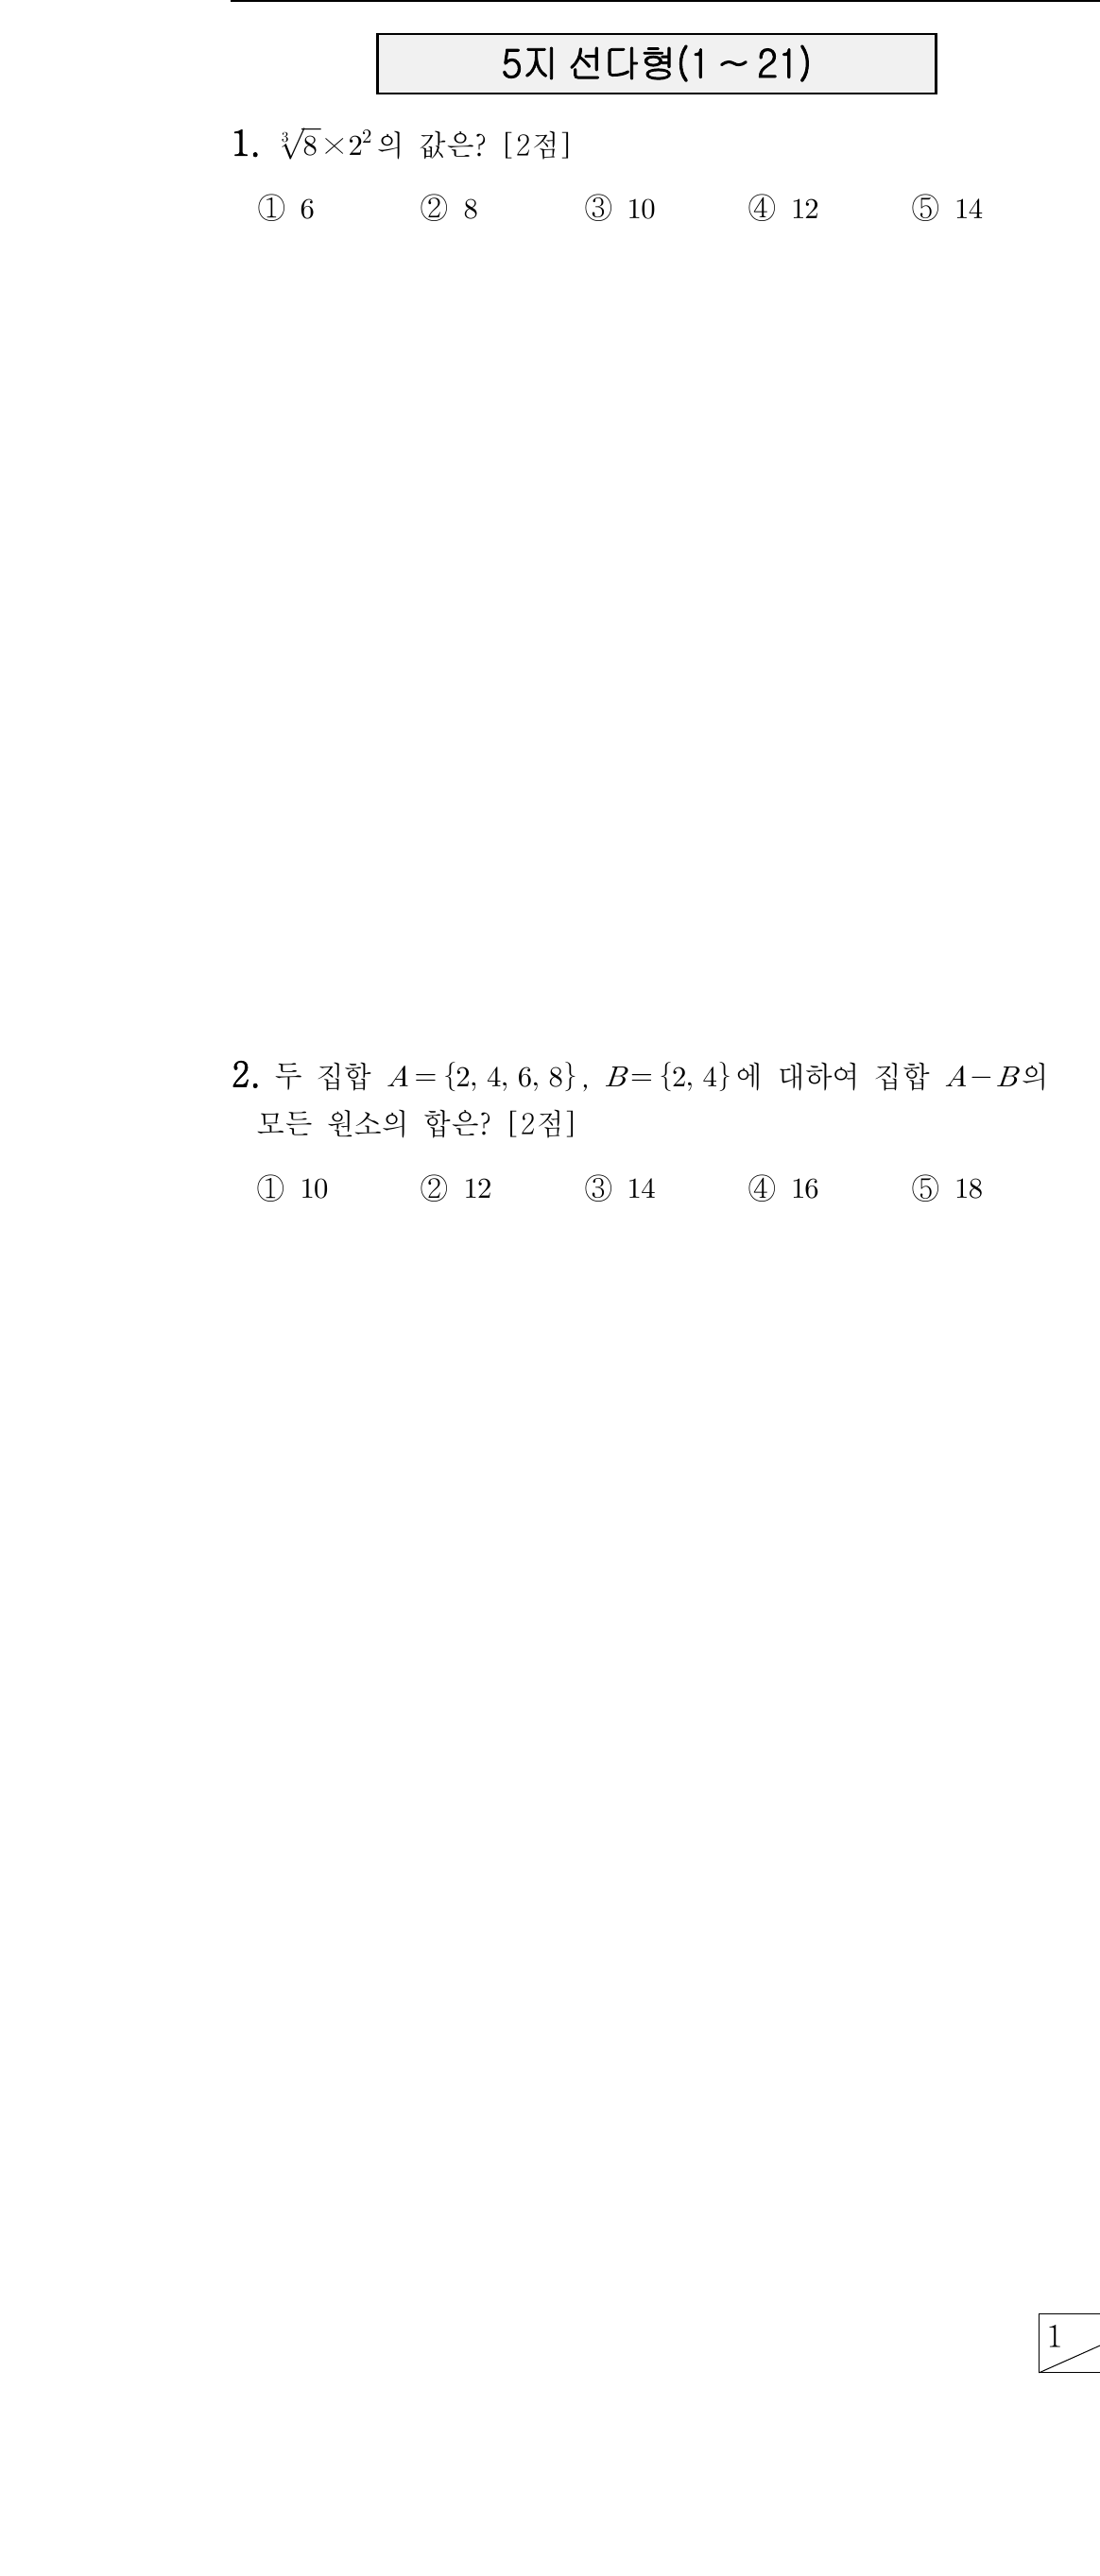 5지 선다형(1 ~ 21)
1. ∛8×2²의 값은? [2점]
① 6 ② 8 ③ 10 ④ 12 ⑤ 14
2. 두 집합 A={2, 4, 6, 8}, B={2, 4}에 대하여 집합 A-B의
모든 원소의 합은? [2점]
① 10 ② 12 ③ 14 ④ 16 ⑤ 18
1